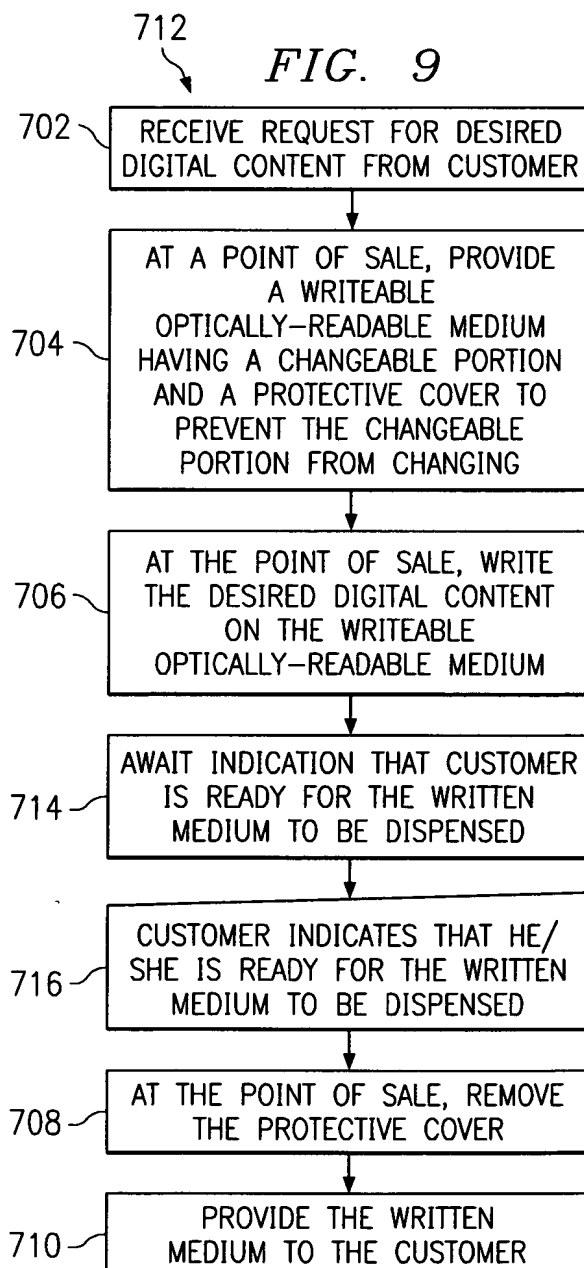 712
FIG. 9
702
RECEIVE REQUEST FOR DESIRED
DIGITAL CONTENT FROM CUSTOMER
704
AT A POINT OF SALE, PROVIDE
A WRITEABLE
OPTICALLY-READABLE MEDIUM
HAVING A CHANGEABLE PORTION
AND A PROTECTIVE COVER TO
PREVENT THE CHANGEABLE
PORTION FROM CHANGING
706
AT THE POINT OF SALE, WRITE
THE DESIRED DIGITAL CONTENT
ON THE WRITEABLE
OPTICALLY-READABLE MEDIUM
714
AWAIT INDICATION THAT CUSTOMER
IS READY FOR THE WRITTEN
MEDIUM TO BE DISPENSED
716
CUSTOMER INDICATES THAT HE/
SHE IS READY FOR THE WRITTEN
MEDIUM TO BE DISPENSED
708
AT THE POINT OF SALE, REMOVE
THE PROTECTIVE COVER
710
PROVIDE THE WRITTEN
MEDIUM TO THE CUSTOMER